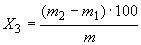 X₃ = (m₂ − m₁) · 100 / m